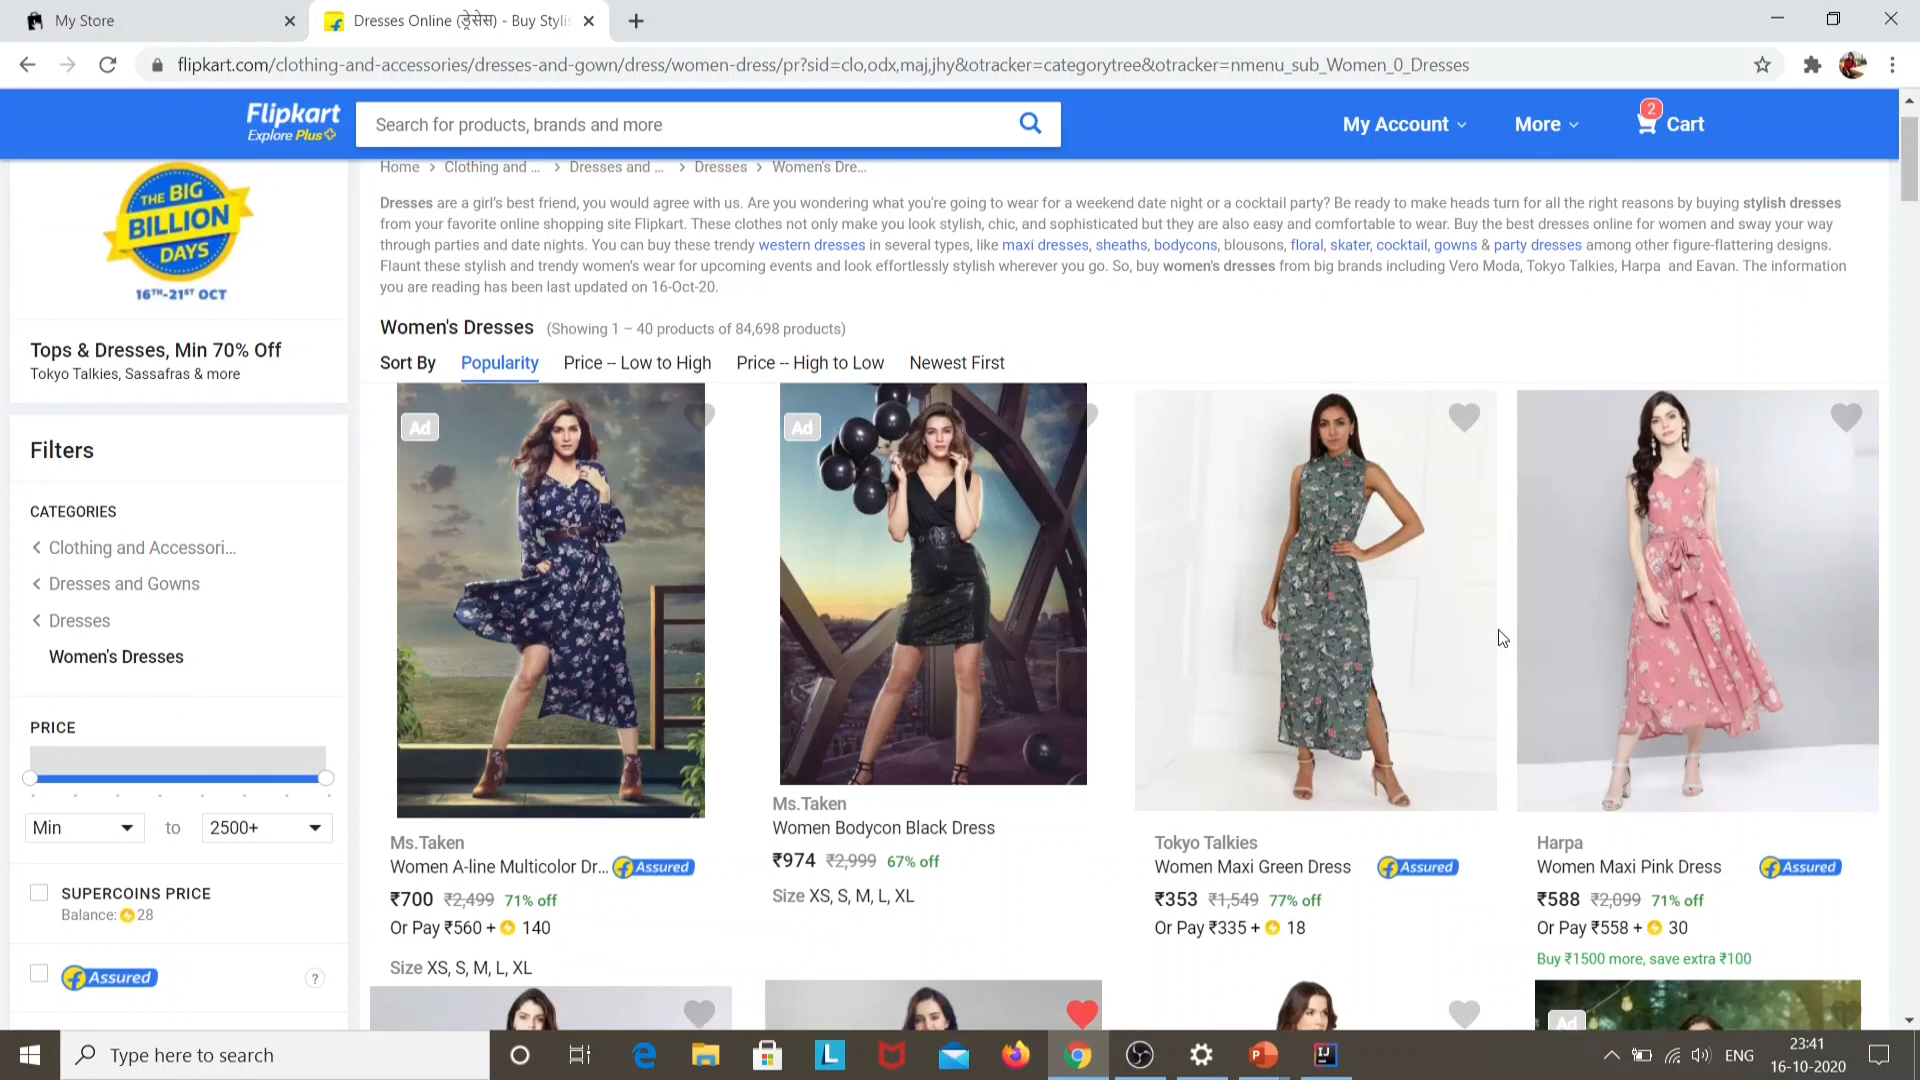 My Store
Dresses Online (ड्रेसेस) - Buy Stylis
flipkart.com/clothing-and-accessories/dresses-and-gown/dress/women-dress/pr?sid=clo,odx,maj,jhy&otracker=categorytree&otracker=nmenu_sub_Women_0_Dresses
Flipkart
Explore Plus
Search for products, brands and more
My Account
More
2
Cart
THE BIG
BILLION
DAYS
16TH-21ST OCT
Tops & Dresses, Min 70% Off
Tokyo Talkies, Sassafras & more
Filters
CATEGORIES
Clothing and Accessori...
Dresses and Gowns
Dresses
Women's Dresses
PRICE
Min to 2500+
SUPERCOINS PRICE
Balance: 28
Assured ?
Home > Clothing and ... > Dresses and ... > Dresses > Women's Dre...
Dresses are a girl's best friend, you would agree with us. Are you wondering what you're going to wear for a weekend date night or a cocktail party? Be ready to make heads turn for all the right reasons by buying stylish dresses
from your favorite online shopping site Flipkart. These clothes not only make you look stylish, chic, and sophisticated but they are also easy and comfortable to wear. Buy the best dresses online for women and sway your way
through parties and date nights. You can buy these trendy western dresses in several types, like maxi dresses, sheaths, bodycons, blousons, floral, skater, cocktail, gowns & party dresses among other figure-flattering designs.
Flaunt these stylish and trendy women's wear for upcoming events and look effortlessly stylish wherever you go. So, buy women's dresses from big brands including Vero Moda, Tokyo Talkies, Harpa and Eavan. The information
you are reading has been last updated on 16-Oct-20.
Women's Dresses (Showing 1 – 40 products of 84,698 products)
Sort By Popularity Price -- Low to High Price -- High to Low Newest First
Ad
Ms.Taken
Women A-line Multicolor Dr... Assured
₹700 ₹2,499 71% off
Or Pay ₹560 + 140
Size XS, S, M, L, XL
Ad
Ms.Taken
Women Bodycon Black Dress
₹974 ₹2,999 67% off
Size XS, S, M, L, XL
Tokyo Talkies
Women Maxi Green Dress Assured
₹353 ₹1,549 77% off
Or Pay ₹335 + 18
Harpa
Women Maxi Pink Dress Assured
₹588 ₹2,099 71% off
Or Pay ₹558 + 30
Buy ₹1500 more, save extra ₹100
Ad
Type here to search
L
P
IJ
ENG
23:41
16-10-2020